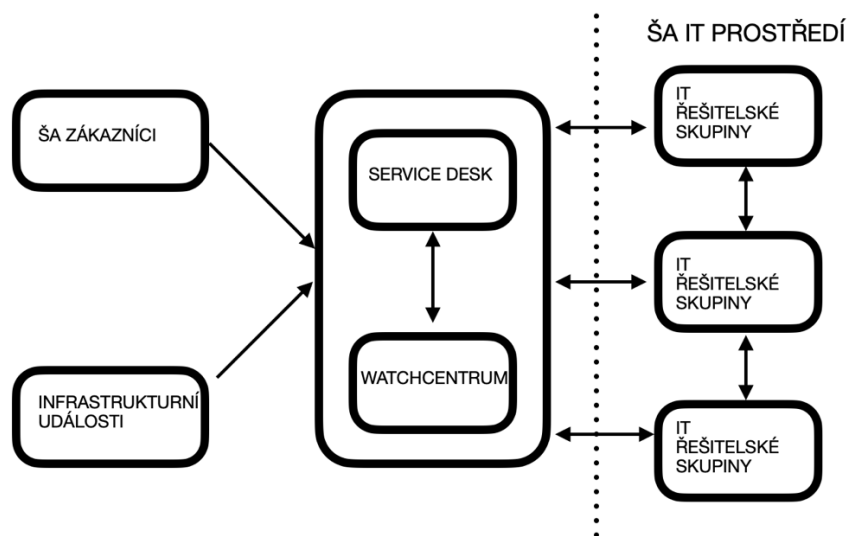 ŠA IT PROSTŘEDÍ
ŠA ZÁKAZNÍCI
INFRASTRUKTURNÍ
UDÁLOSTI
SERVICE DESK
WATCHCENTRUM
IT
ŘEŠITELSKÉ
SKUPINY
IT
ŘEŠITELSKÉ
SKUPINY
IT
ŘEŠITELSKÉ
SKUPINY